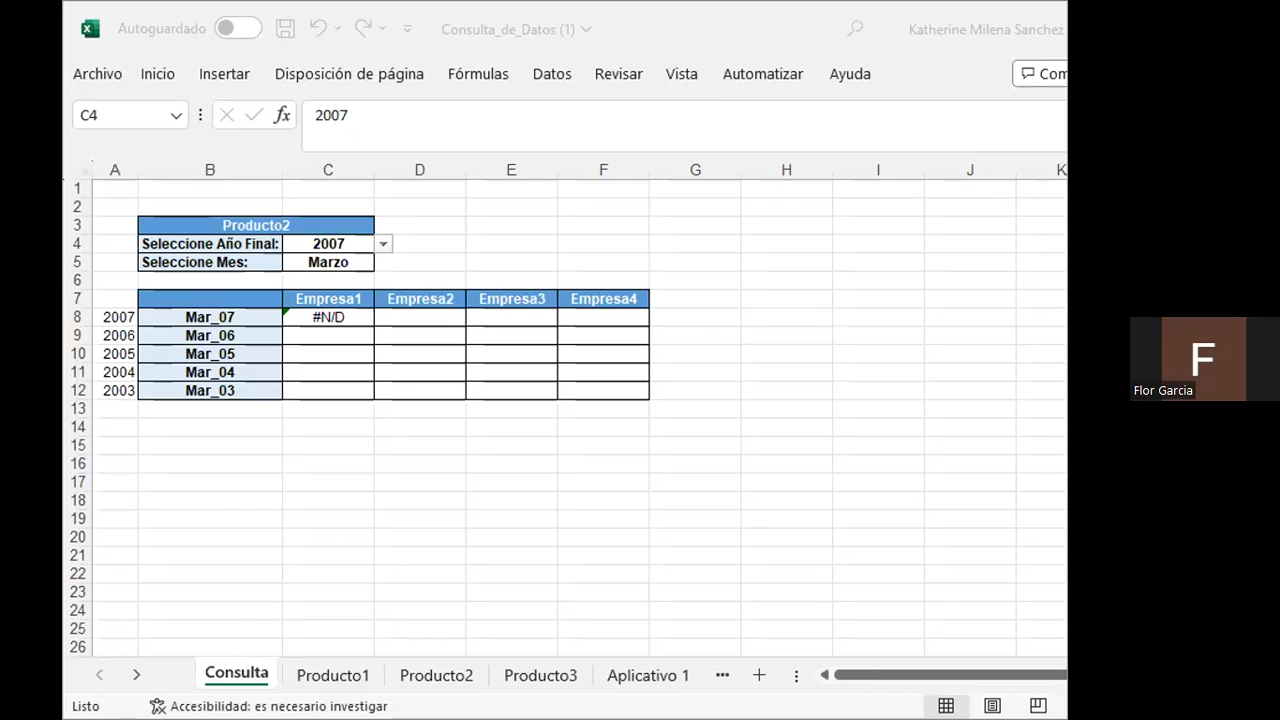 Autoguardado Consulta_de_Datos (1) Katherine Milena Sanchez
Archivo Inicio Insertar Disposición de página Fórmulas Datos Revisar Vista Automatizar Ayuda Com
C4 fx 2007
A B C D E F G H I J K
1
2
3 Producto2
4 Seleccione Año Final: 2007
5 Seleccione Mes: Marzo
6
7 Empresa1 Empresa2 Empresa3 Empresa4
8 2007 Mar_07 #N/D
9 2006 Mar_06
10 2005 Mar_05
11 2004 Mar_04
12 2003 Mar_03
13
14
15
16
17
18
19
20
21
22
23
24
25
26
Consulta Producto1 Producto2 Producto3 Aplicativo 1 ...
Listo Accesibilidad: es necesario investigar
F
Flor Garcia